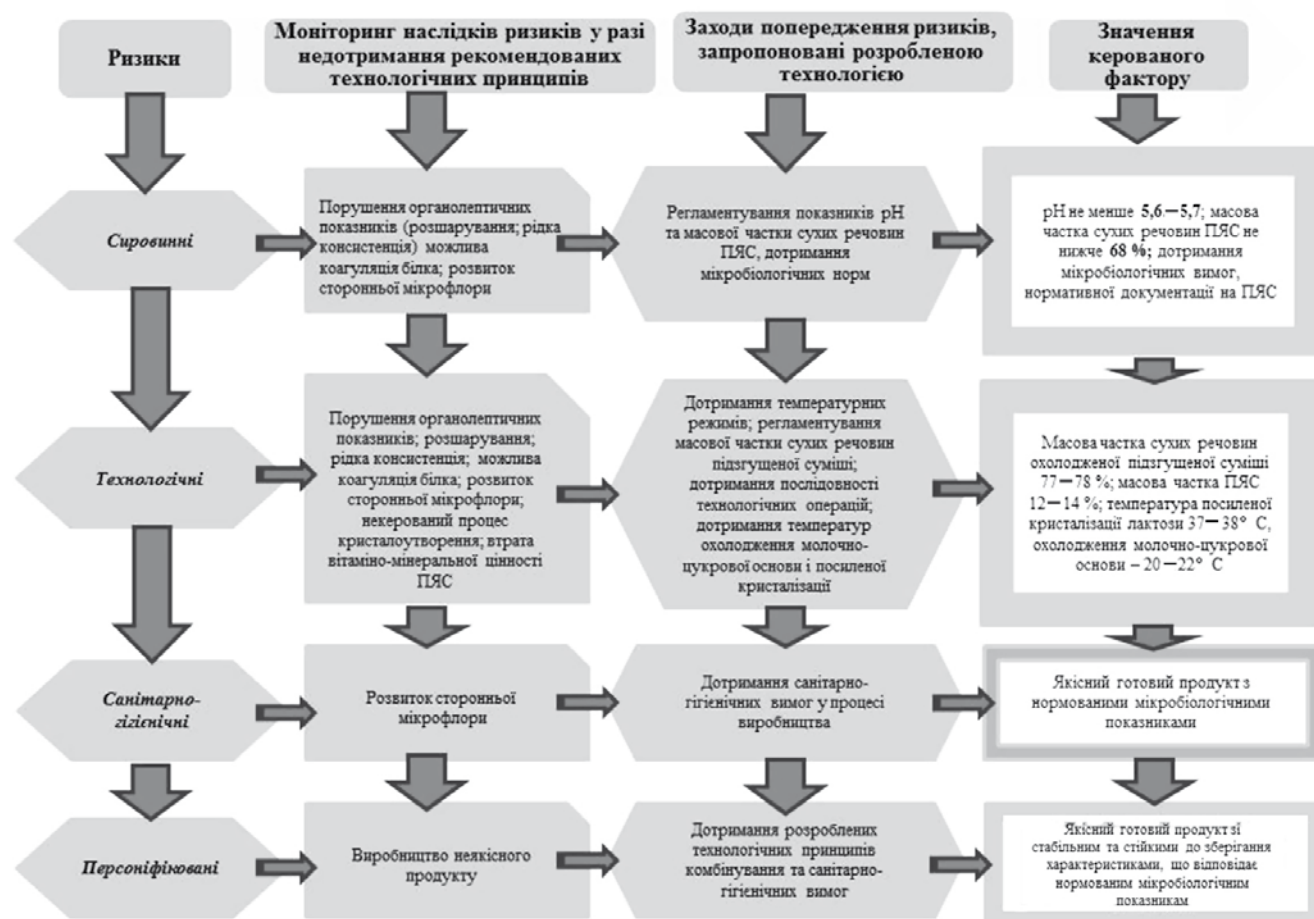 Ризики
Моніторинг наслідків ризиків у разі
недотримання рекомендованих
технологічних принципів
Заходи попередження ризиків,
запропоновані розробленою
технологією
Значення
керованого
фактору
Сировинні
Порушення органолептичних
показників (розшарування; рідка
консистенція) можлива
коагуляція білка; розвиток
сторонньої мікрофлори
Регламентування показників рН
та масової частки сухих речовин
ПЯС, дотримання
мікробіологічних норм
рН не менше 5,6.—5,7; масова
частка сухих речовин ПЯС не
нижче 68 %; дотримання
мікробіологічних вимог,
нормативної документації на ПЯС
Технологічні
Порушення органолептичних
показників; розшарування;
рідка консистенція; можлива
коагуляція білка; розвиток
сторонньої мікрофлори;
некерований процес
кристалоутворення; втрата
вітаміно-мінеральної цінності
ПЯС
Дотримання температурних
режимів; регламентування
масової частки сухих речовин
підзгущеної суміші;
дотримання послідовності
технологічних операцій;
дотримання температур
охолодження молочно-
цукрової основи і посиленої
кристалізації
Масова частка сухих речовин
охолодженої підзгущеної суміші
77—78 %; масова частка ПЯС
12—14 %; температура посиленої
кристалізації лактози 37—38° С,
охолодження молочно-цукрової
основи – 20—22° С
Санітарно-
гігієнічні
Розвиток сторонньої
мікрофлори
Дотримання санітарно-
гігієнічних вимог у процесі
виробництва
Якісний готовий продукт з
нормованими мікробіологічними
показниками
Персоніфіковані
Виробництво неякісного
продукту
Дотримання розроблених
технологічних принципів
комбінування та санітарно-
гігієнічних вимог
Якісний готовий продукт зі
стабільним та стійкими до зберігання
характеристиками, що відповідає
нормованим мікробіологічним
показникам